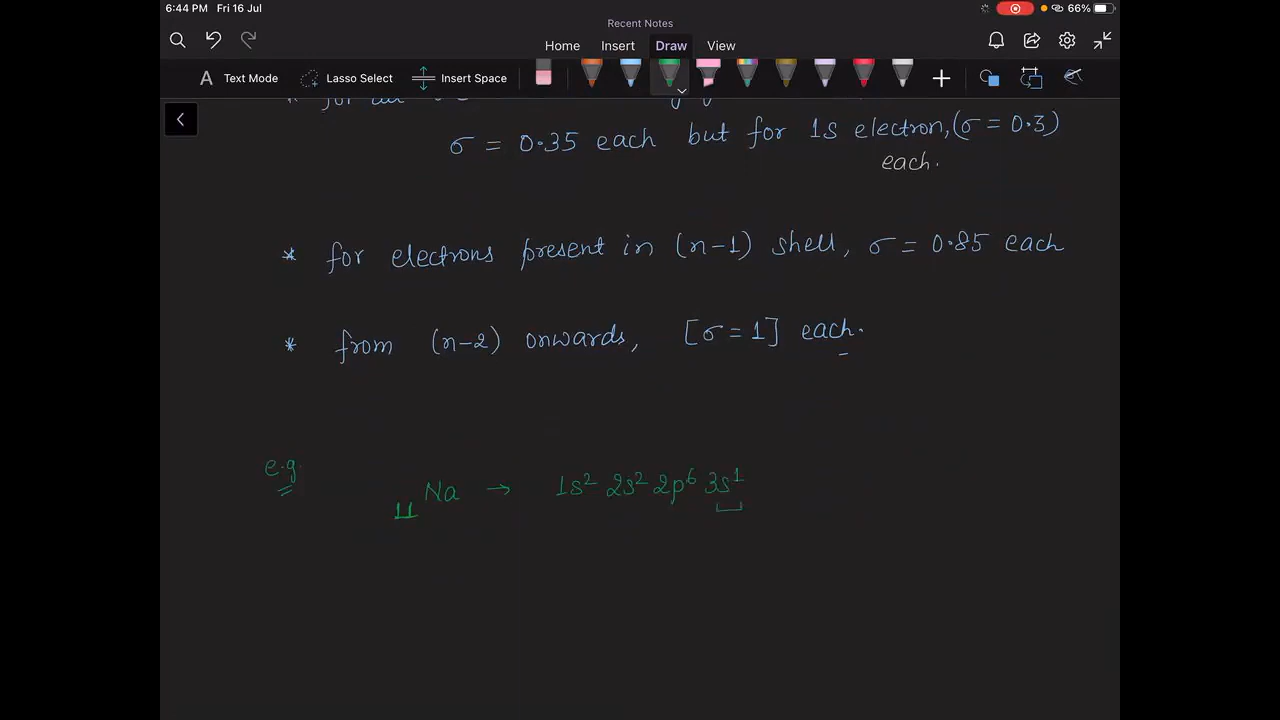 6:44 PM Fri 16 Jul
66%
Recent Notes
Home Insert Draw View
A Text Mode Lasso Select Insert Space
* for
σ = 0.35 each but for 1s electron, (σ = 0.3)
each.
* for electrons present in (n-1) shell, σ = 0.85 each
* from (n-2) onwards, [σ = 1] each.
e.g.
₁₁Na → 1s² 2s² 2p⁶ 3s¹